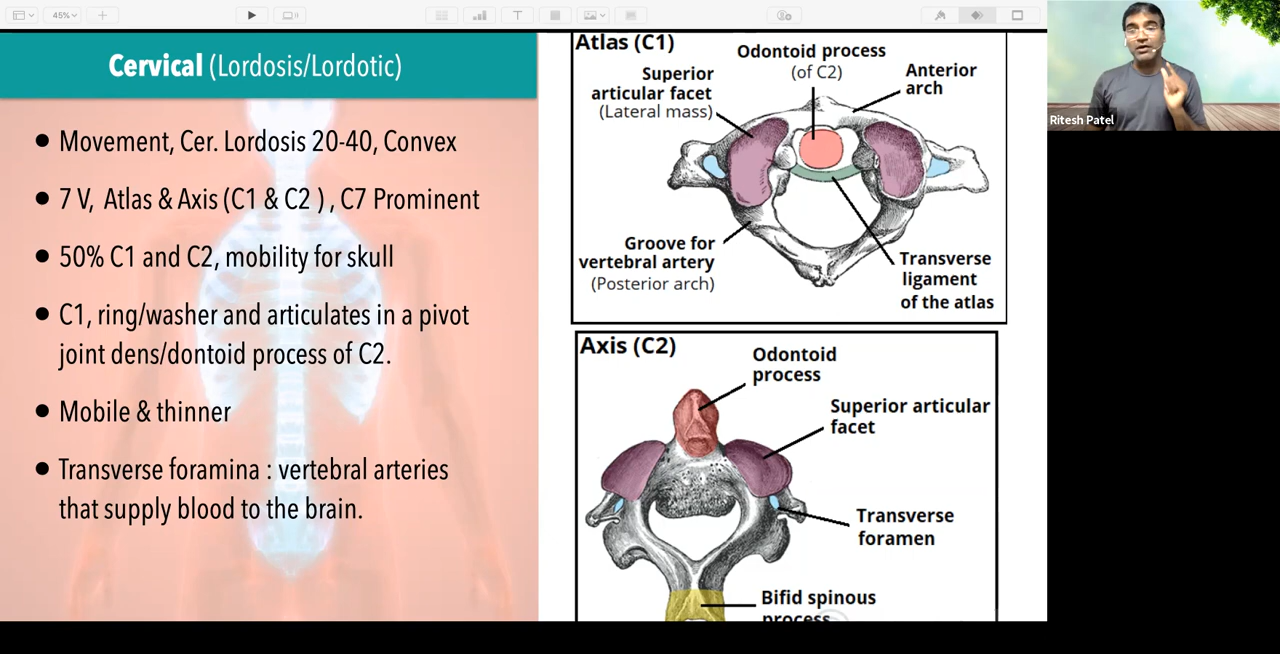 45%
Cervical (Lordosis/Lordotic)
Movement, Cer. Lordosis 20-40, Convex
7 V, Atlas & Axis (C1 & C2 ) , C7 Prominent
50% C1 and C2, mobility for skull
C1, ring/washer and articulates in a pivot
joint dens/dontoid process of C2.
Mobile & thinner
Transverse foramina : vertebral arteries
that supply blood to the brain.
Atlas (C1)
Odontoid process
(of C2)
Superior
articular facet
(Lateral mass)
Anterior
arch
Groove for
vertebral artery
(Posterior arch)
Transverse
ligament
of the atlas
Axis (C2)
Odontoid
process
Superior articular
facet
Transverse
foramen
Bifid spinous
process
Ritesh Patel